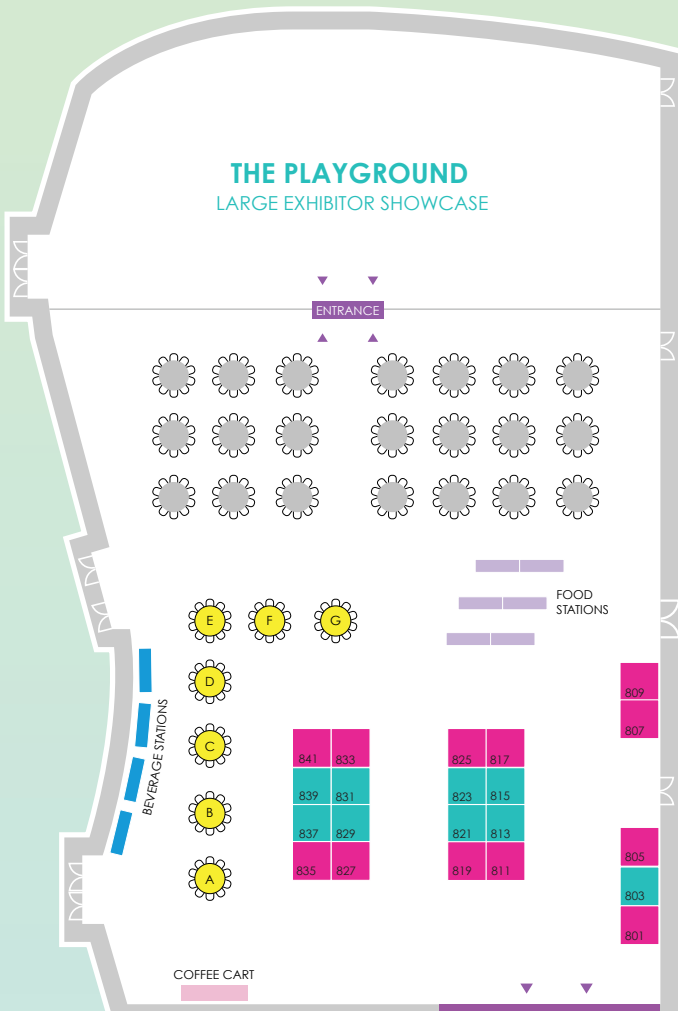 THE PLAYGROUND
LARGE EXHIBITOR SHOWCASE
ENTRANCE
FOOD
STATIONS
E F G
D
C
B
A
BEVERAGE STATIONS
809
807
841 833
839 831
837 829
835 827
825 817
823 815
821 813
819 811
805
803
801
COFFEE CART